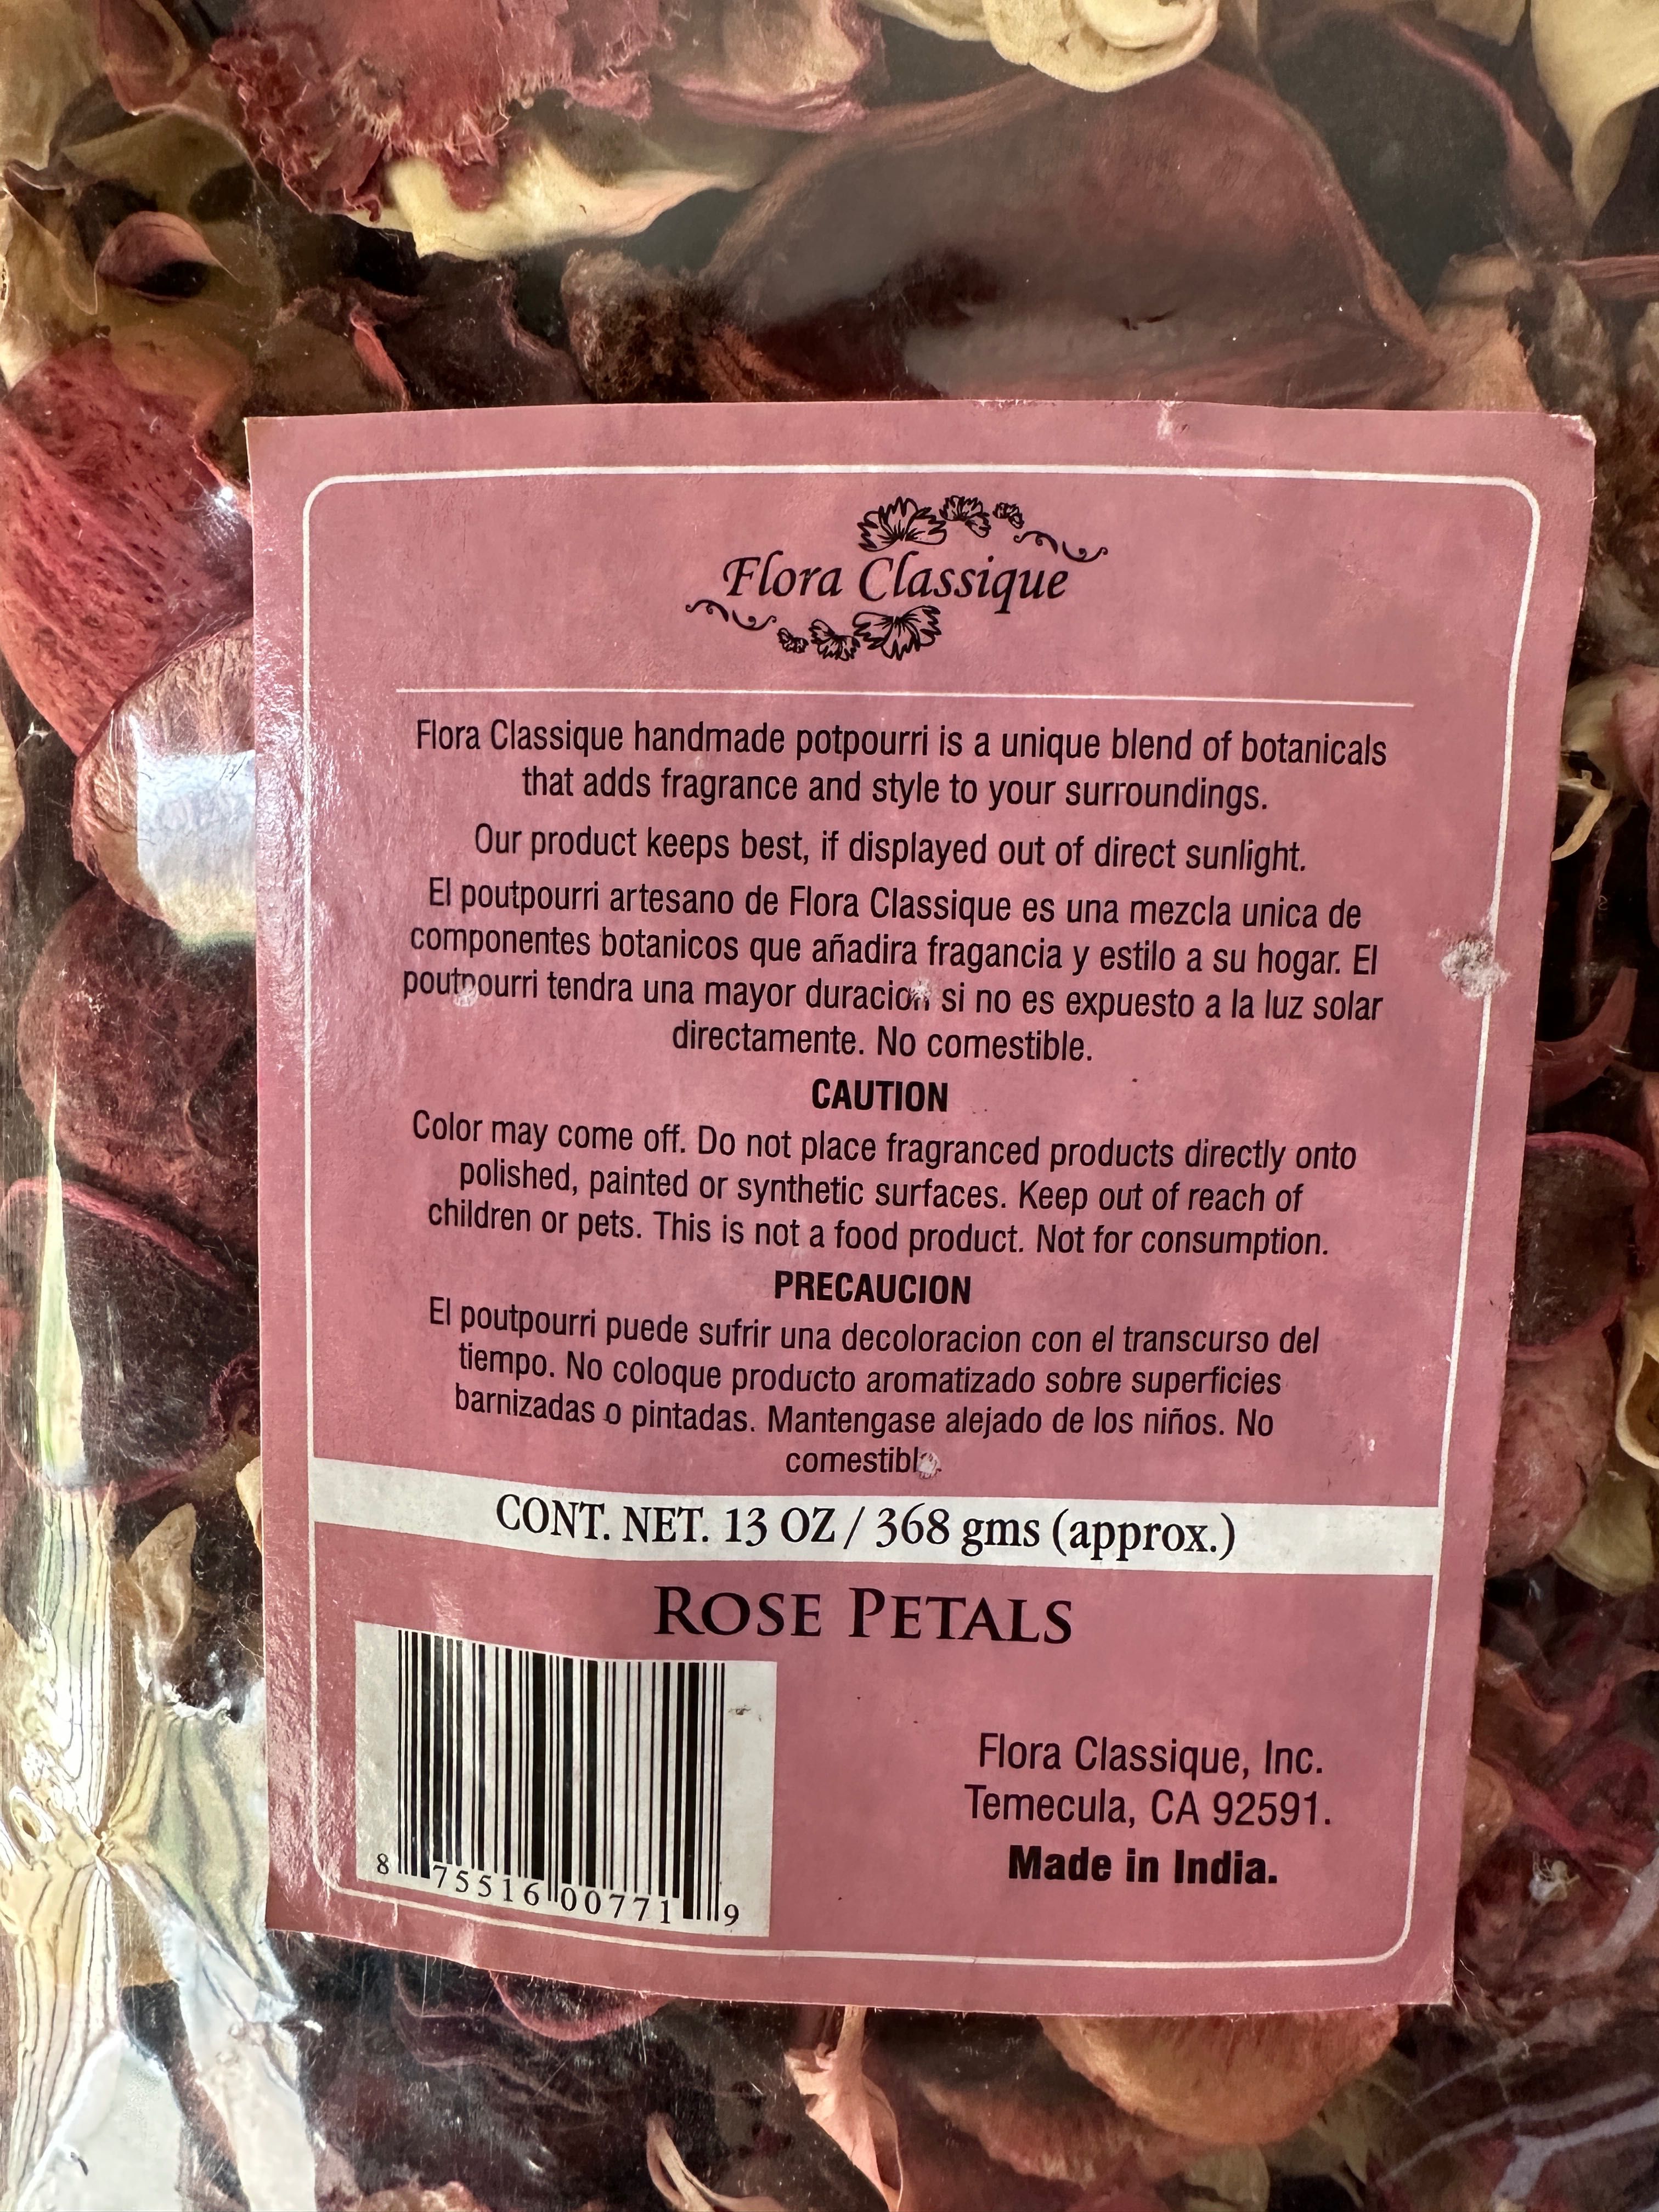 Flora Classique
Flora Classique handmade potpourri is a unique blend of botanicals
that adds fragrance and style to your surroundings.
Our product keeps best, if displayed out of direct sunlight.
El poutpourri artesano de Flora Classique es una mezcla unica de
componentes botanicos que añadira fragancia y estilo a su hogar. El
poutpourri tendra una mayor duracion si no es expuesto a la luz solar
directamente. No comestible.
CAUTION
Color may come off. Do not place fragranced products directly onto
polished, painted or synthetic surfaces. Keep out of reach of
children or pets. This is not a food product. Not for consumption.
PRECAUCION
El poutpourri puede sufrir una decoloracion con el transcurso del
tiempo. No coloque producto aromatizado sobre superficies
barnizadas o pintadas. Mantengase alejado de los niños. No
comestible.
CONT. NET. 13 OZ / 368 gms (approx.)
ROSE PETALS
Flora Classique, Inc.
Temecula, CA 92591.
Made in India.
8 75516 00771 9